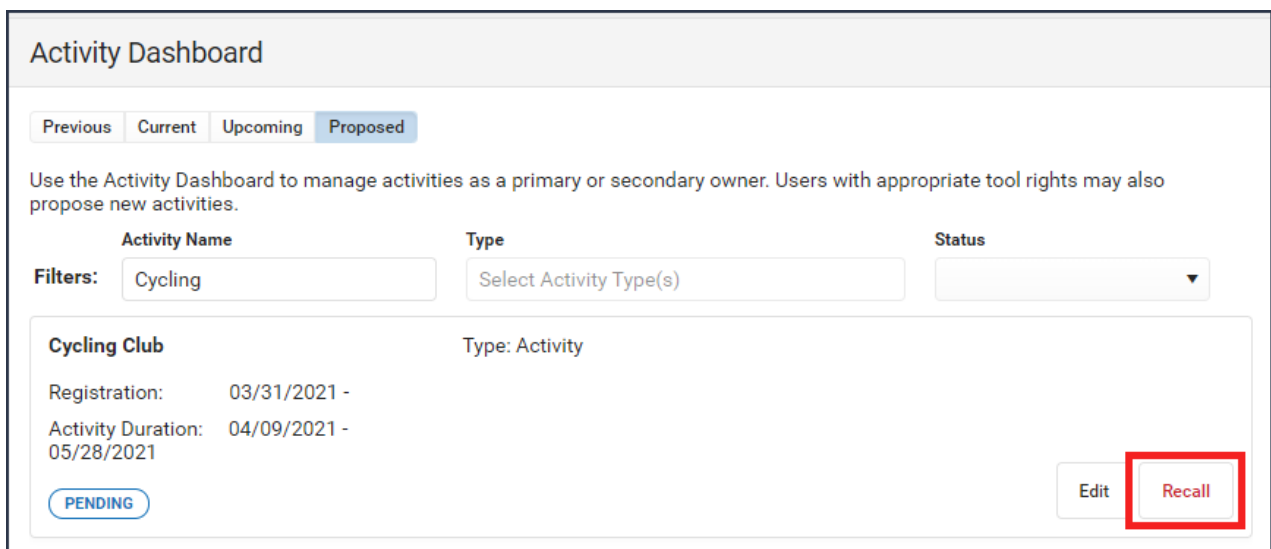 Activity Dashboard
Previous Current Upcoming Proposed
Use the Activity Dashboard to manage activities as a primary or secondary owner. Users with appropriate tool rights may also
propose new activities.
Activity Name Type Status
Filters: Cycling Select Activity Type(s)
Cycling Club Type: Activity
Registration: 03/31/2021 -
Activity Duration: 04/09/2021 -
05/28/2021
PENDING Edit Recall